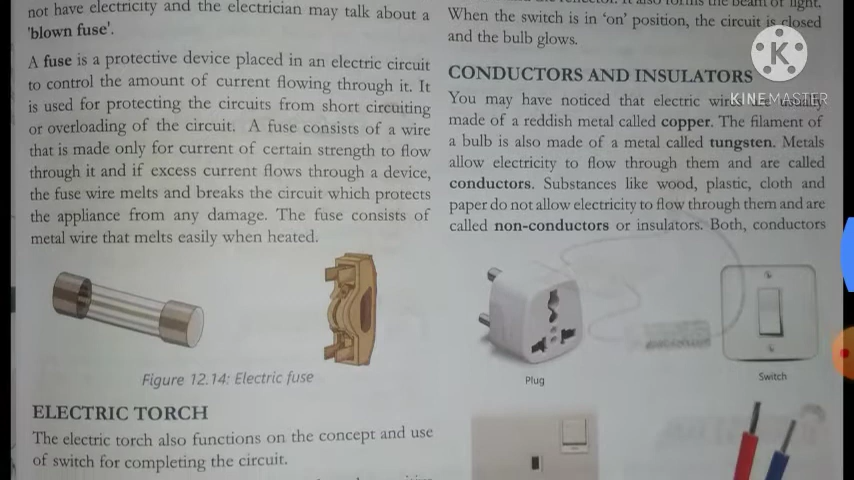 not have electricity and the electrician may talk about a
'blown fuse'.
A fuse is a protective device placed in an electric circuit
to control the amount of current flowing through it. It
is used for protecting the circuits from short circuiting
or overloading of the circuit. A fuse consists of a wire
that is made only for current of certain strength to flow
through it and if excess current flows through a device,
the fuse wire melts and breaks the circuit which protects
the appliance from any damage. The fuse consists of
metal wire that melts easily when heated.
Figure 12.14: Electric fuse
ELECTRIC TORCH
The electric torch also functions on the concept and use
of switch for completing the circuit.
It also forms the beam of light.
When the switch is in 'on' position, the circuit is closed
and the bulb glows.
CONDUCTORS AND INSULATORS
You may have noticed that electric
made of a reddish metal called copper. The filament of
a bulb is also made of a metal called tungsten. Metals
allow electricity to flow through them and are called
conductors. Substances like wood, plastic, cloth and
paper do not allow electricity to flow through them and are
called non-conductors or insulators. Both, conductors
Plug
Switch
K
KINEMASTER